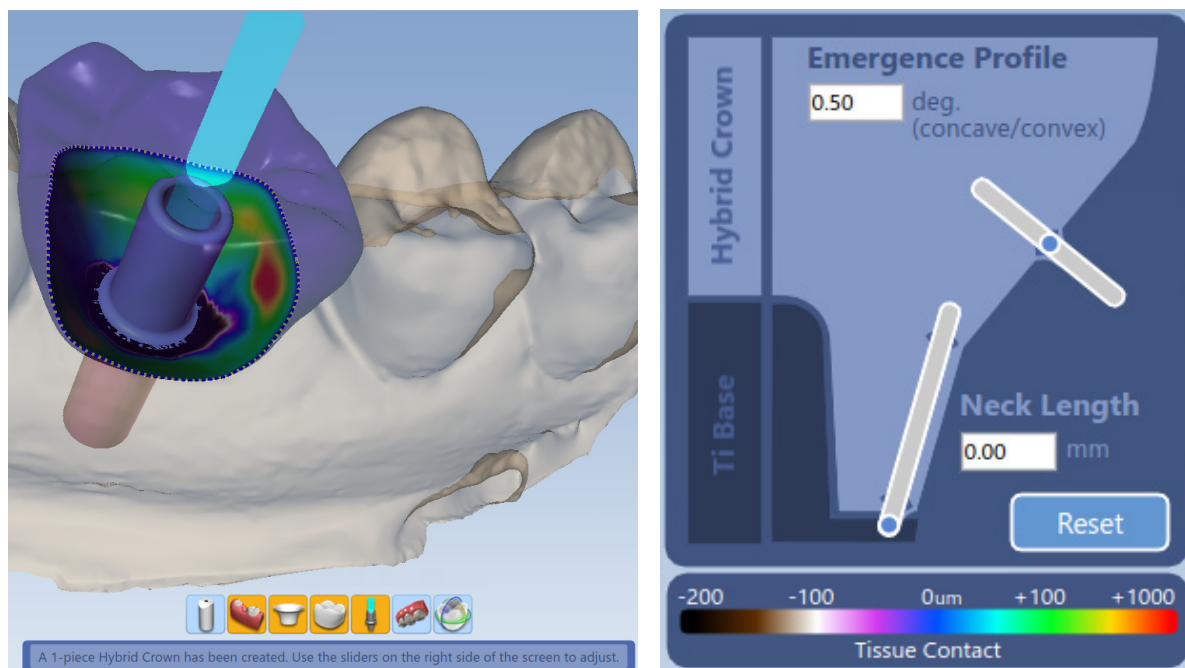 A 1-piece Hybrid Crown has been created. Use the sliders on the right side of the screen to adjust.
Hybrid Crown
Ti Base
Emergence Profile
0.50 deg.
(concave/convex)
Neck Length
0.00 mm
Reset
-200 -100 0um +100 +1000
Tissue Contact